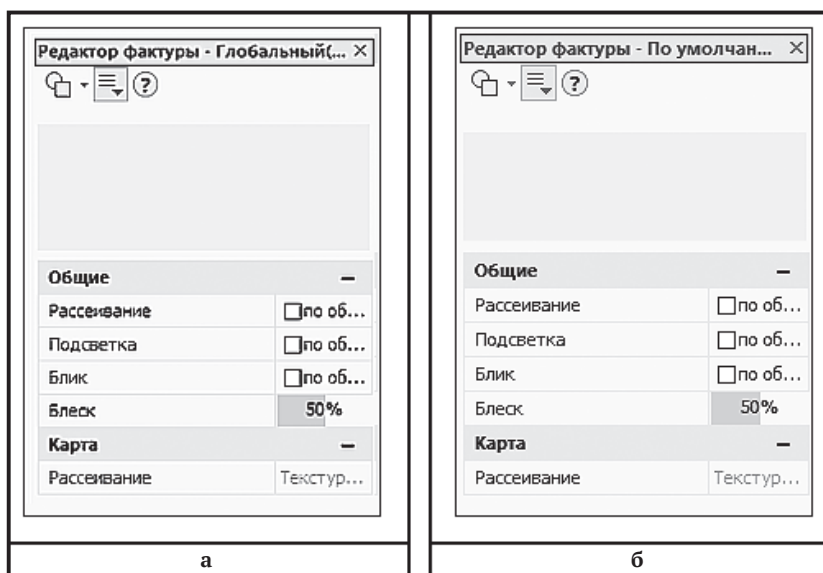 Редактор фактуры - Глобальный(... ×
?
Общие −
Рассеивание по об...
Подсветка по об...
Блик по об...
Блеск 50%
Карта −
Рассеивание Текстур...
а
Редактор фактуры - По умолчан... ×
?
Общие −
Рассеивание по об...
Подсветка по об...
Блик по об...
Блеск 50%
Карта −
Рассеивание Текстур...
б